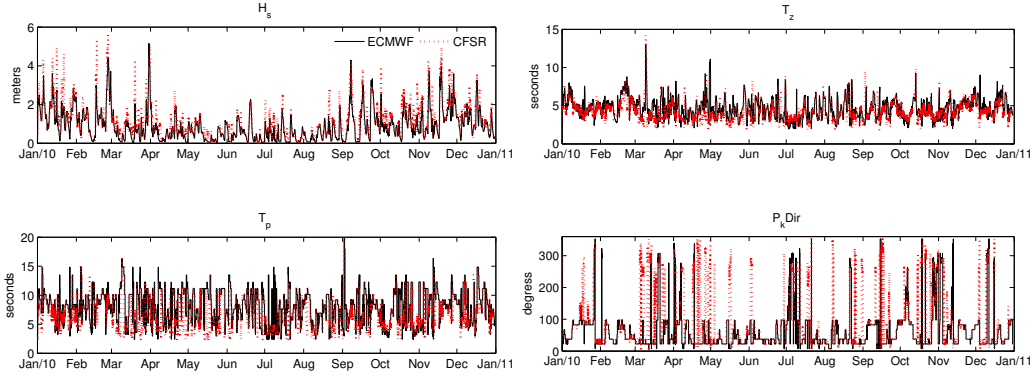 H_s
6
4
2
0
meters
ECMWF CFSR
Jan/10 Feb Mar Apr May Jun Jul Aug Sep Oct Nov Dec Jan/11
T_z
15
10
5
0
seconds
Jan/10 Feb Mar Apr May Jun Jul Aug Sep Oct Nov Dec Jan/11
T_p
20
15
10
5
0
seconds
Jan/10 Feb Mar Apr May Jun Jul Aug Sep Oct Nov Dec Jan/11
P_kDir
300
200
100
0
degress
Jan/10 Feb Mar Apr May Jun Jul Aug Sep Oct Nov Dec Jan/11